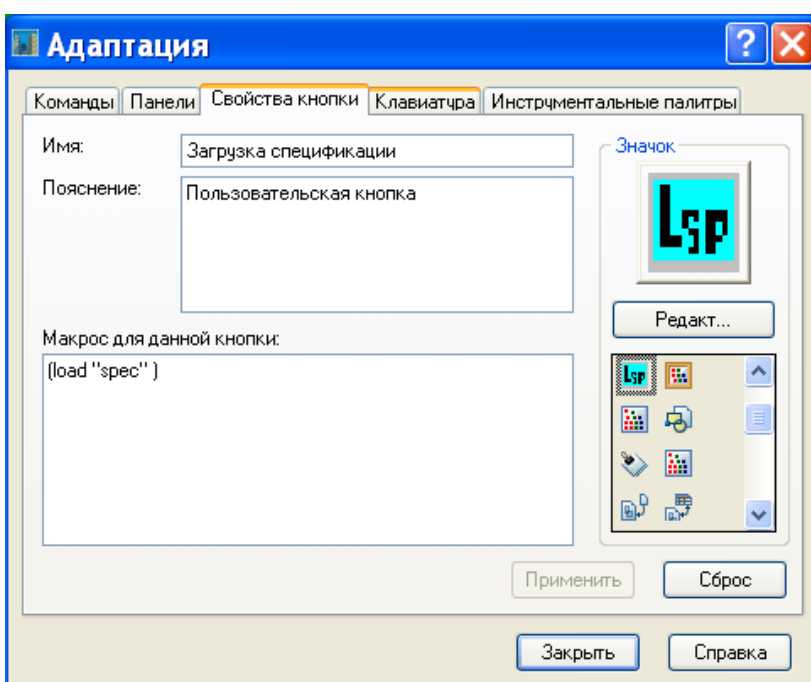 Адаптация
Команды Панели Свойства кнопки Клавиатура Инструментальные палитры
Имя: Загрузка спецификации
Пояснение: Пользовательская кнопка
Значок
Lsp
Редакт...
Макрос для данной кнопки:
(load "spec" )
Lsp
Применить Сброс
Закрыть Справка